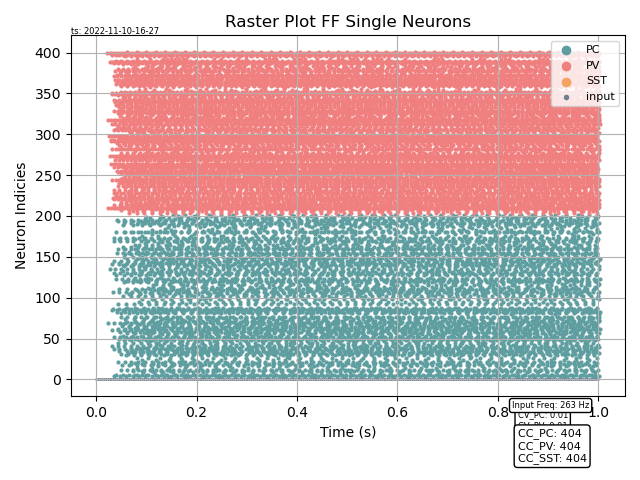 Raster Plot FF Single Neurons
ts: 2022-11-10-16-27
PC
PV
SST
input
400
350
300
250
200
150
100
50
0
Neuron Indicies
0.0 0.2 0.4 0.6 0.8 1.0
Time (s)
Input Freq: 263 Hz
CV_PC: 0.01
CC_PC: 404
CC_PV: 404
CC_SST: 404